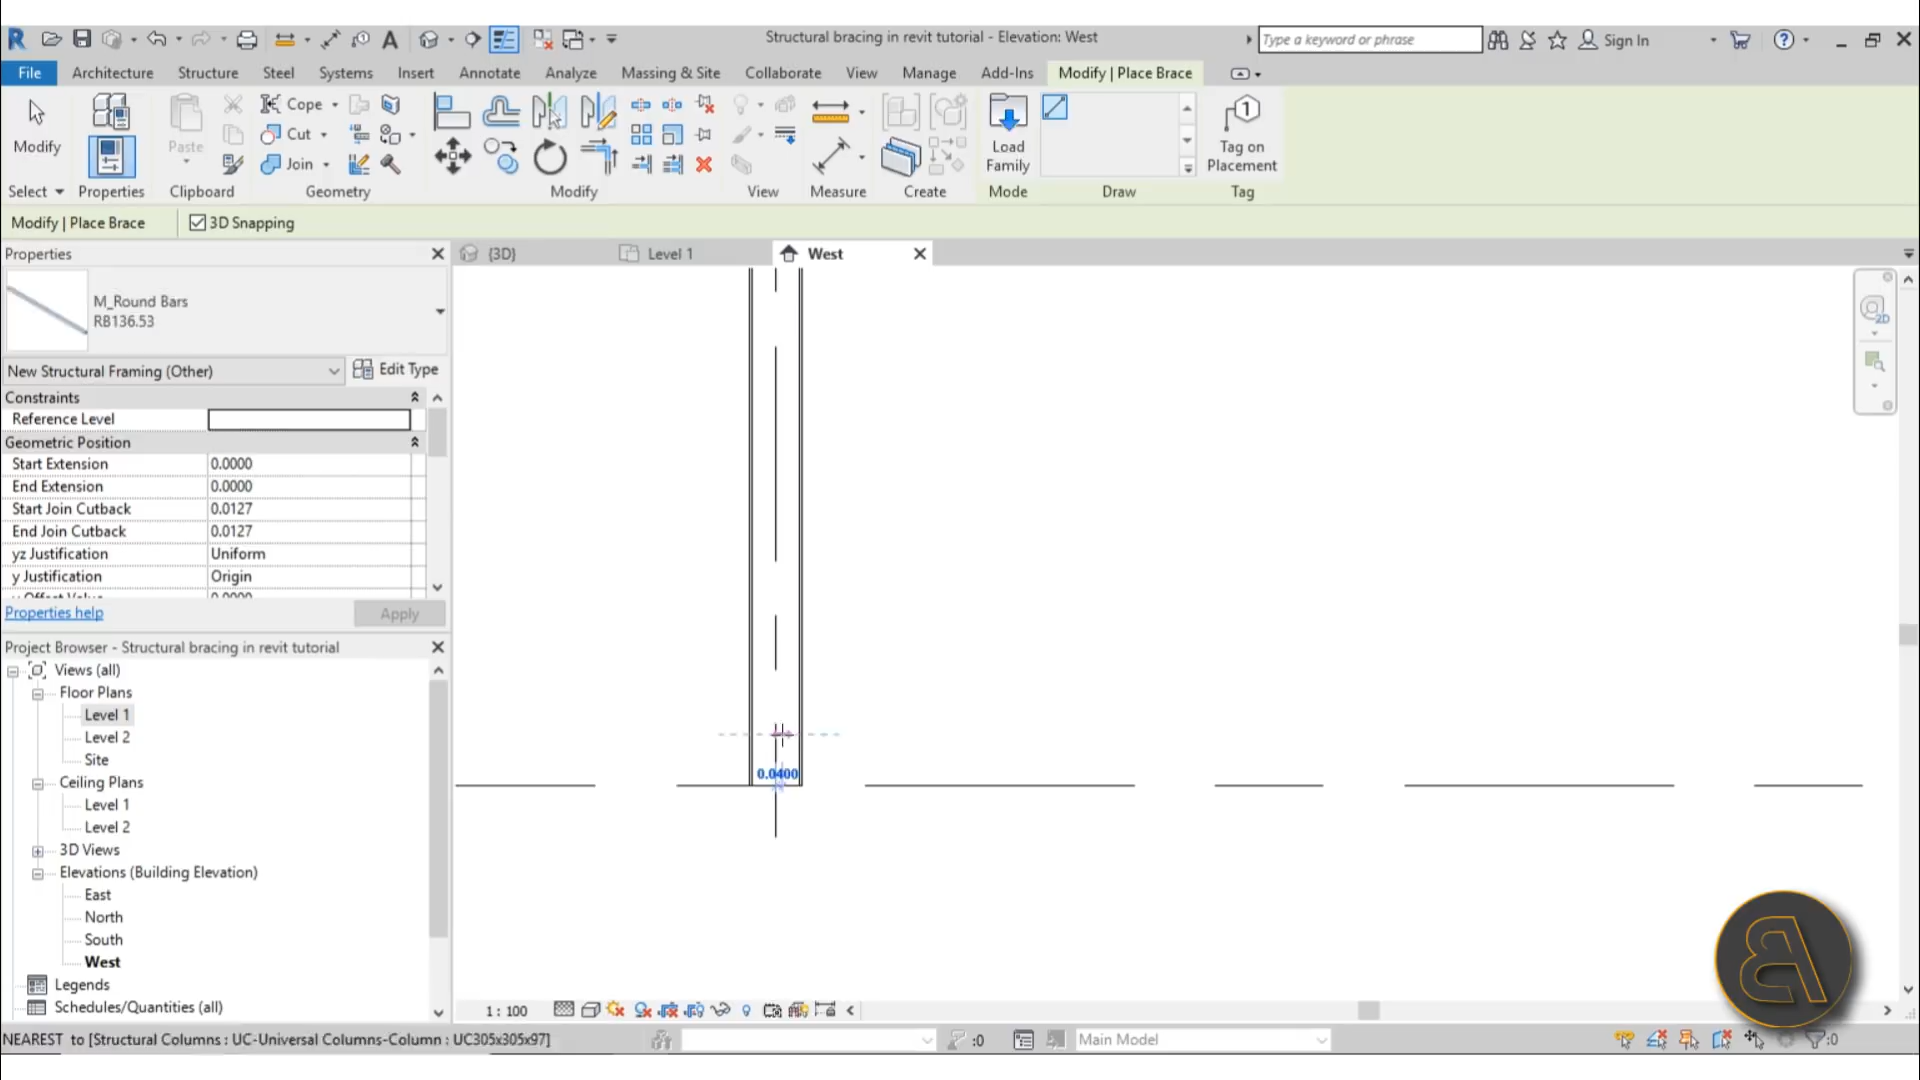 Structural bracing in revit tutorial - Elevation: West
Type a keyword or phrase
Sign In
File Architecture Structure Steel Systems Insert Annotate Analyze Massing & Site Collaborate View Manage Add-Ins Modify | Place Brace
Modify
Paste
Cope
Cut
Join
Load Family
Tag on Placement
Select Properties Clipboard Geometry Modify View Measure Create Mode Draw Tag
Modify | Place Brace 3D Snapping
Properties
{3D} Level 1 West
M_Round Bars
RB136.53
New Structural Framing (Other) Edit Type
Constraints
Reference Level
Geometric Position
Start Extension 0.0000
End Extension 0.0000
Start Join Cutback 0.0127
End Join Cutback 0.0127
yz Justification Uniform
y Justification Origin
y Offset Value 0.0000
Properties help Apply
Project Browser - Structural bracing in revit tutorial
Views (all)
Floor Plans
Level 1
Level 2
Site
Ceiling Plans
Level 1
Level 2
3D Views
Elevations (Building Elevation)
East
North
South
West
Legends
Schedules/Quantities (all)
0.0400
2D
1 : 100
NEAREST to [Structural Columns : UC-Universal Columns-Column : UC305x305x97]
:0
Main Model
:0